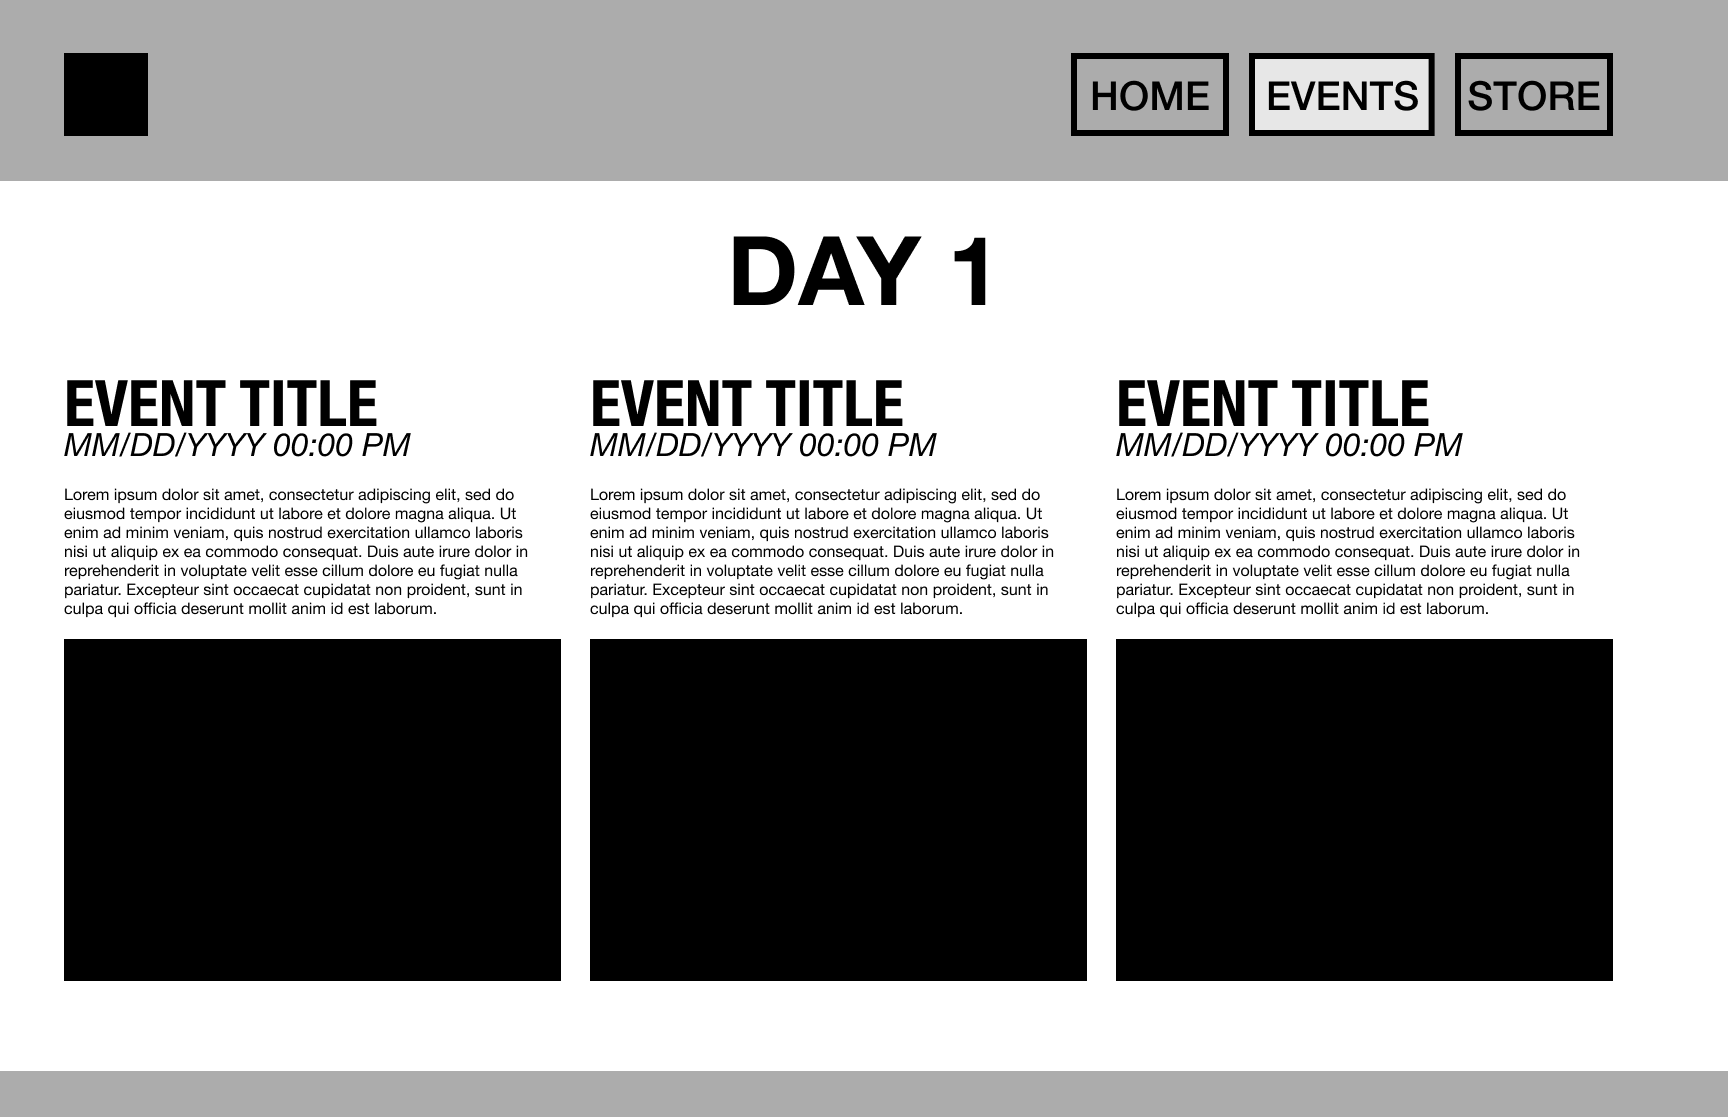 HOME EVENTS STORE
DAY 1
EVENT TITLE
MM/DD/YYYY 00:00 PM
Lorem ipsum dolor sit amet, consectetur adipiscing elit, sed do
eiusmod tempor incididunt ut labore et dolore magna aliqua. Ut
enim ad minim veniam, quis nostrud exercitation ullamco laboris
nisi ut aliquip ex ea commodo consequat. Duis aute irure dolor in
reprehenderit in voluptate velit esse cillum dolore eu fugiat nulla
pariatur. Excepteur sint occaecat cupidatat non proident, sunt in
culpa qui officia deserunt mollit anim id est laborum.
EVENT TITLE
MM/DD/YYYY 00:00 PM
Lorem ipsum dolor sit amet, consectetur adipiscing elit, sed do
eiusmod tempor incididunt ut labore et dolore magna aliqua. Ut
enim ad minim veniam, quis nostrud exercitation ullamco laboris
nisi ut aliquip ex ea commodo consequat. Duis aute irure dolor in
reprehenderit in voluptate velit esse cillum dolore eu fugiat nulla
pariatur. Excepteur sint occaecat cupidatat non proident, sunt in
culpa qui officia deserunt mollit anim id est laborum.
EVENT TITLE
MM/DD/YYYY 00:00 PM
Lorem ipsum dolor sit amet, consectetur adipiscing elit, sed do
eiusmod tempor incididunt ut labore et dolore magna aliqua. Ut
enim ad minim veniam, quis nostrud exercitation ullamco laboris
nisi ut aliquip ex ea commodo consequat. Duis aute irure dolor in
reprehenderit in voluptate velit esse cillum dolore eu fugiat nulla
pariatur. Excepteur sint occaecat cupidatat non proident, sunt in
culpa qui officia deserunt mollit anim id est laborum.